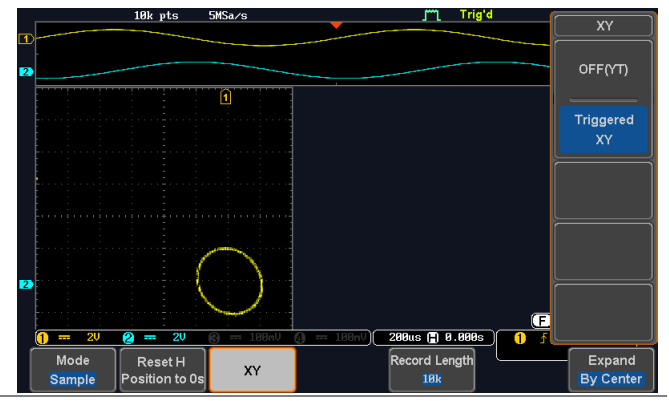 10k pts 5MSa/s Trig'd
XY
1
OFF(YT)
2
1
Triggered
XY
2
F
1 2V 2 2V 3 100mV 4 100mV 200us H 0.000s 1
Mode
Sample
Reset H
Position to 0s
XY
Record Length
10k
Expand
By Center